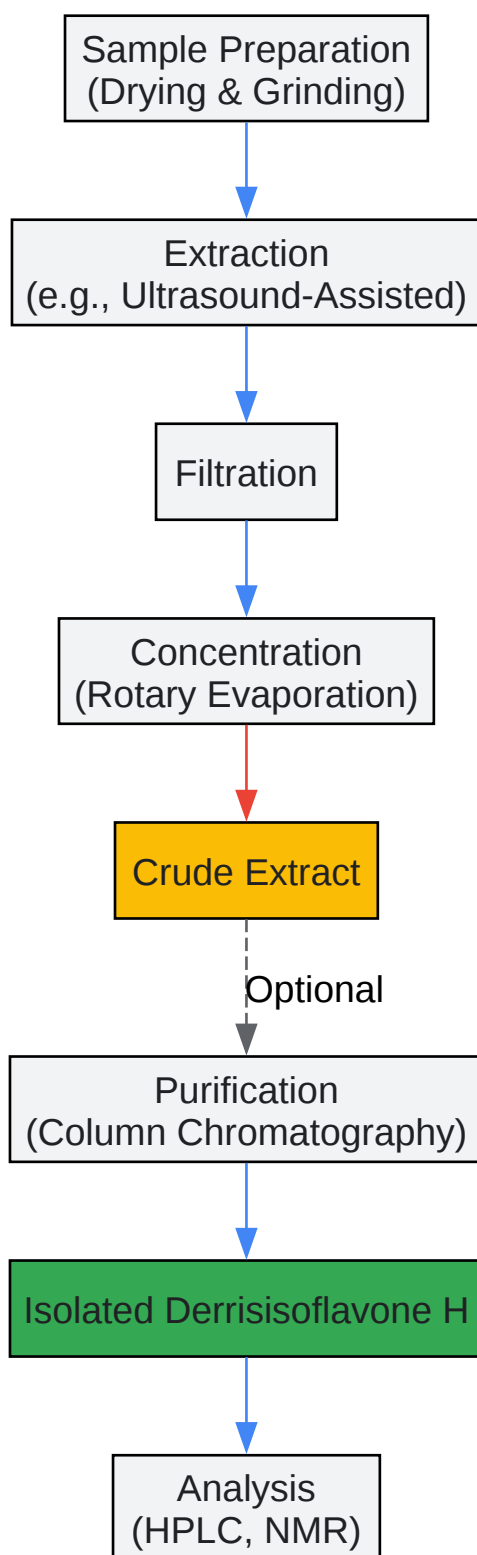 Sample Preparation
(Drying & Grinding)
Extraction
(e.g., Ultrasound-Assisted)
Filtration
Concentration
(Rotary Evaporation)
Crude Extract
Optional
Purification
(Column Chromatography)
Isolated Derrisisoflavone H
Analysis
(HPLC, NMR)